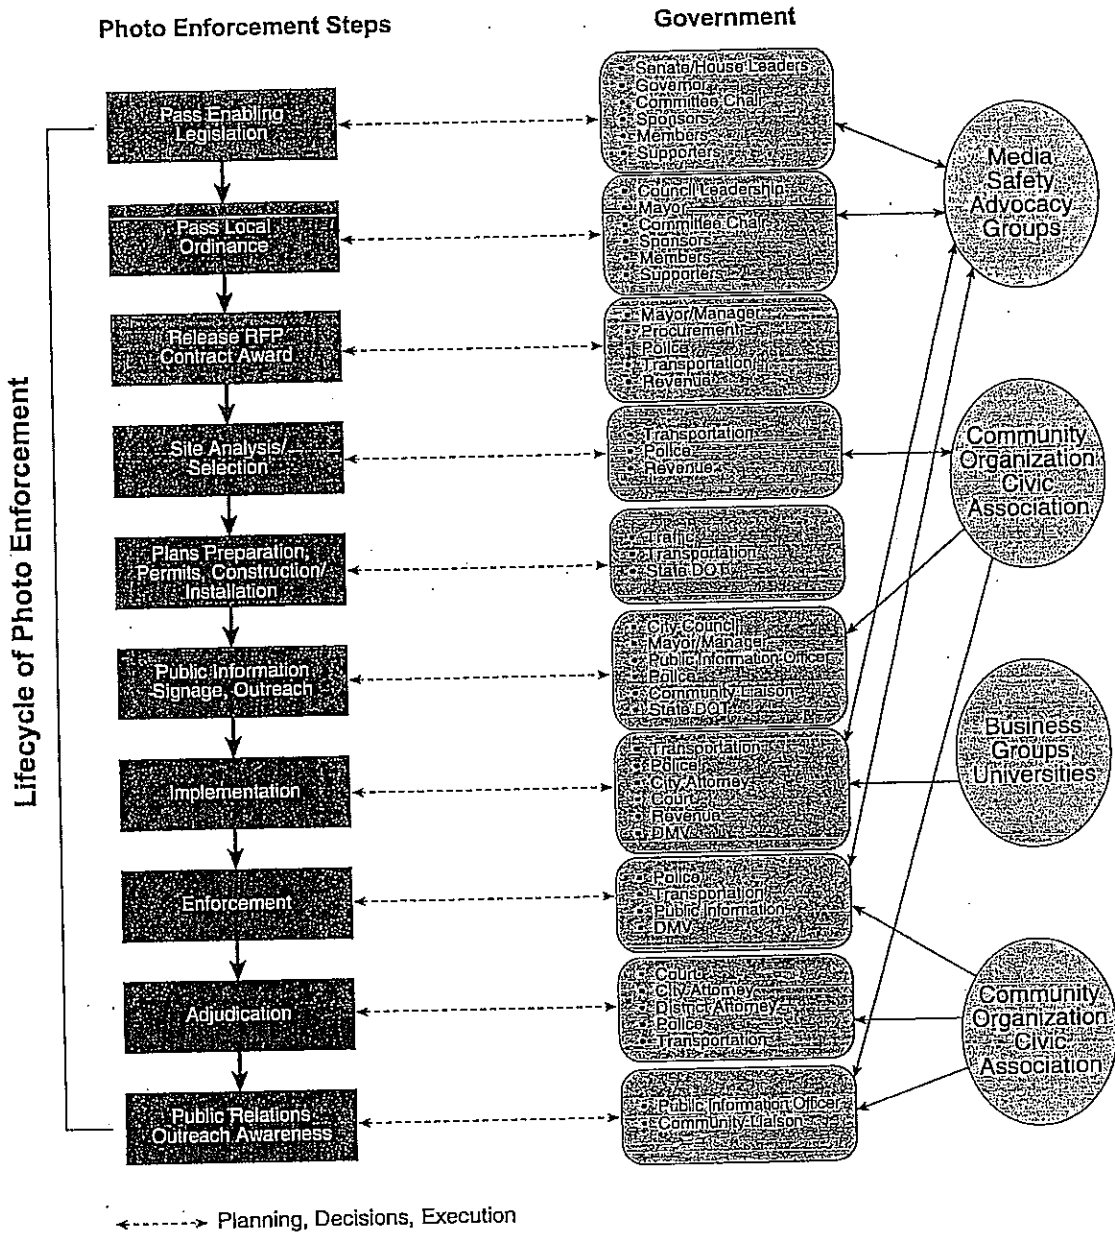 Photo Enforcement Steps
Government
Lifecycle of Photo Enforcement
Pass Enabling
Legislation
• Senate/House Leaders
• Governor
• Committee Chair
• Sponsors
• Members
• Supporters
Media
Safety
Advocacy
Groups
Pass Local
Ordinance
• Council Leadership
• Mayor
• Committee Chair
• Sponsors
• Members
• Supporters
Release RFP
Contract Award
• Mayor/Manager
• Procurement
• Police
• Transportation
• Revenue
Site Analysis/
Selection
• Transportation
• Police
• Revenue
Community
Organization
Civic
Association
Plans Preparation,
Permits, Construction/
Installation
• Traffic
• Transportation
• State DOT
Public Information
Signage, Outreach
• City Council
• Mayor/Manager
• Public Information Officer
• Police
• Community Liaison
• State DOT
Business
Groups
Universities
Implementation
• Transportation
• Police
• City Attorney
• Court
• Revenue
• DMV
Enforcement
• Police
• Transportation
• Public Information
• DMV
Adjudication
• Court
• City Attorney
• District Attorney
• Police
• Transportation
Community
Organization
Civic
Association
Public Relations
Outreach Awareness
• Public Information Officer
• Community Liaison
Planning, Decisions, Execution